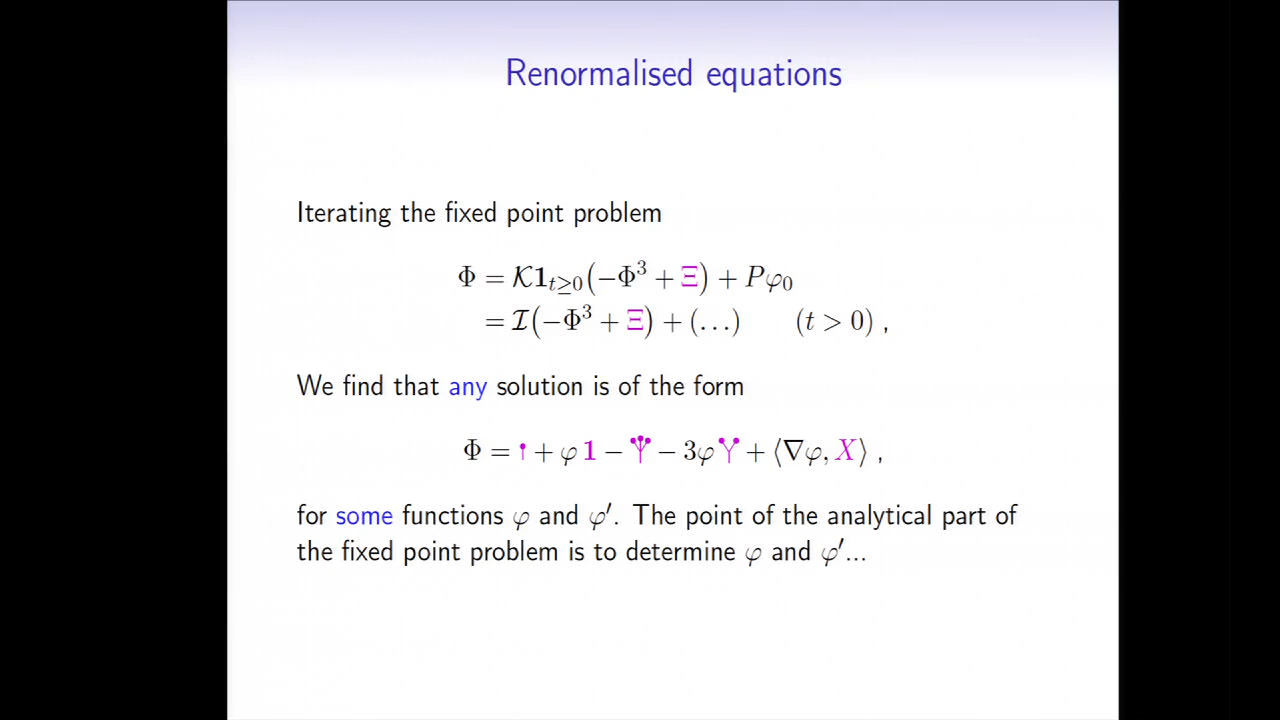 Renormalised equations
Iterating the fixed point problem
Φ = 𝒦𝟏_{t≥0}(−Φ³ + Ξ) + Pφ₀
= ℐ(−Φ³ + Ξ) + (…) (t > 0) ,
We find that any solution is of the form
Φ = + φ 𝟏 − − 3φ + ⟨∇φ, X⟩ ,
for some functions φ and φ′. The point of the analytical part of
the fixed point problem is to determine φ and φ′...